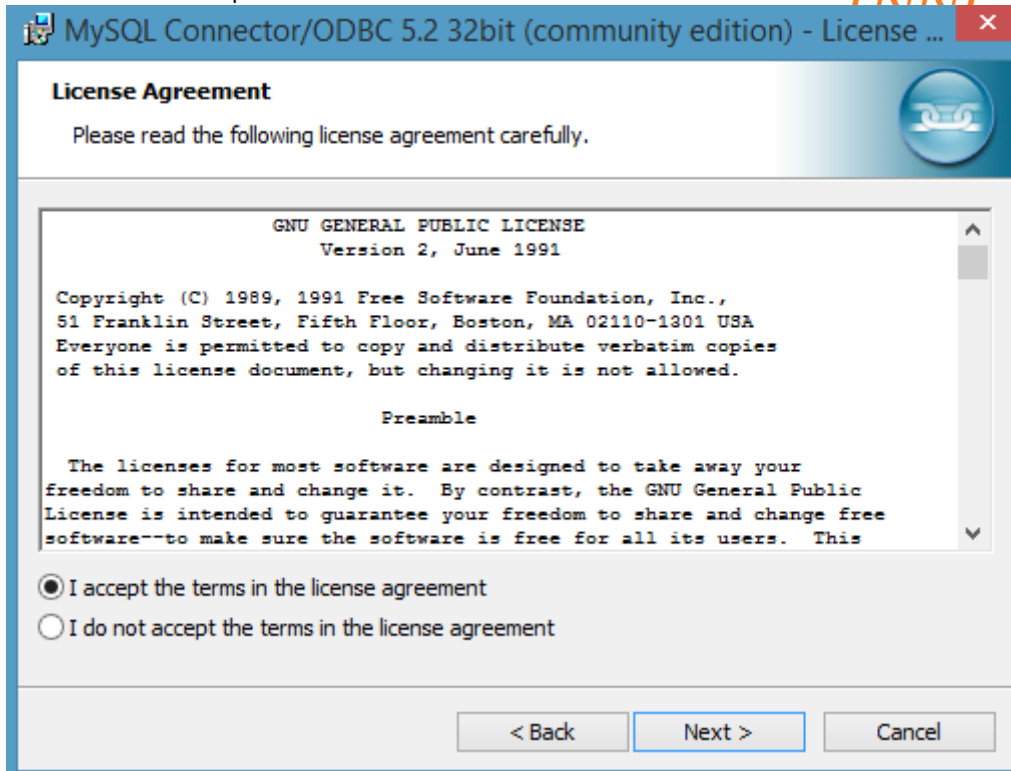 MySQL Connector/ODBC 5.2 32bit (community edition) - License ...
License Agreement
Please read the following license agreement carefully.
GNU GENERAL PUBLIC LICENSE
Version 2, June 1991
Copyright (C) 1989, 1991 Free Software Foundation, Inc.,
51 Franklin Street, Fifth Floor, Boston, MA 02110-1301 USA
Everyone is permitted to copy and distribute verbatim copies
of this license document, but changing it is not allowed.
Preamble
The licenses for most software are designed to take away your
freedom to share and change it. By contrast, the GNU General Public
License is intended to guarantee your freedom to share and change free
software--to make sure the software is free for all its users. This
I accept the terms in the license agreement
I do not accept the terms in the license agreement
< Back Next > Cancel